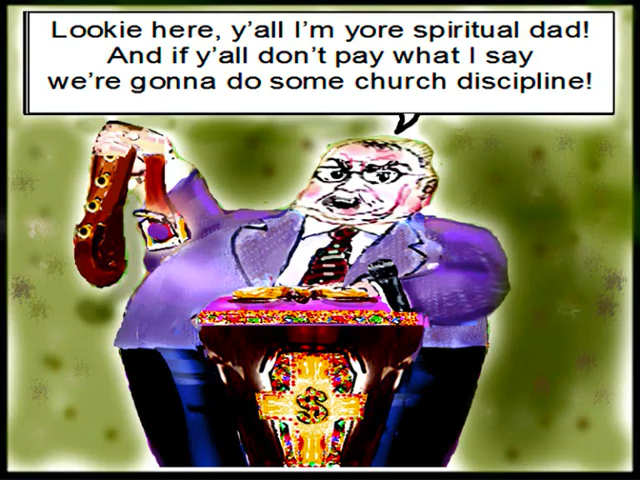 Lookie here, y'all I'm yore spiritual dad!
And if y'all don't pay what I say
we're gonna do some church discipline!
$